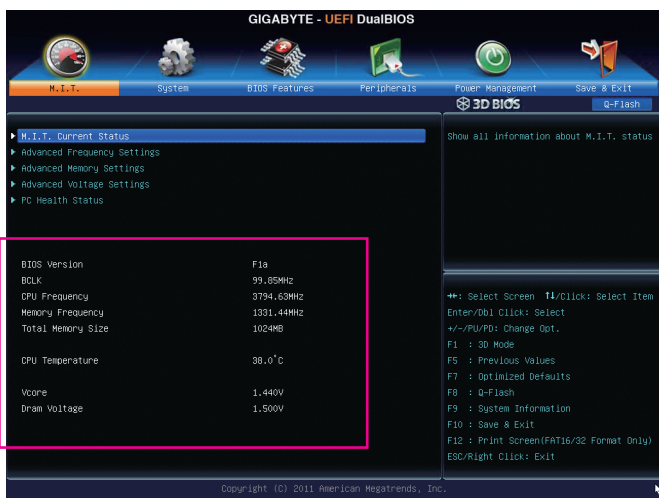 GIGABYTE - UEFI DualBIOS
M.I.T. System BIOS Features Peripherals Power Management Save & Exit
3D BIOS Q-Flash
M.I.T. Current Status
Advanced Frequency Settings
Advanced Memory Settings
Advanced Voltage Settings
PC Health Status
BIOS Version F1a
BCLK 99.85MHz
CPU Frequency 3794.63MHz
Memory Frequency 1331.44MHz
Total Memory Size 1024MB
CPU Temperature 38.0°C
Vcore 1.440V
Dram Voltage 1.500V
Show all information about M.I.T. status
→←: Select Screen ↑↓/Click: Select Item
Enter/Dbl Click: Select
+/-/PU/PD: Change Opt.
F1 : 3D Mode
F5 : Previous Values
F7 : Optimized Defaults
F8 : Q-Flash
F9 : System Information
F10 : Save & Exit
F12 : Print Screen(FAT16/32 Format Only)
ESC/Right Click: Exit
Copyright (C) 2011 American Megatrends, Inc.